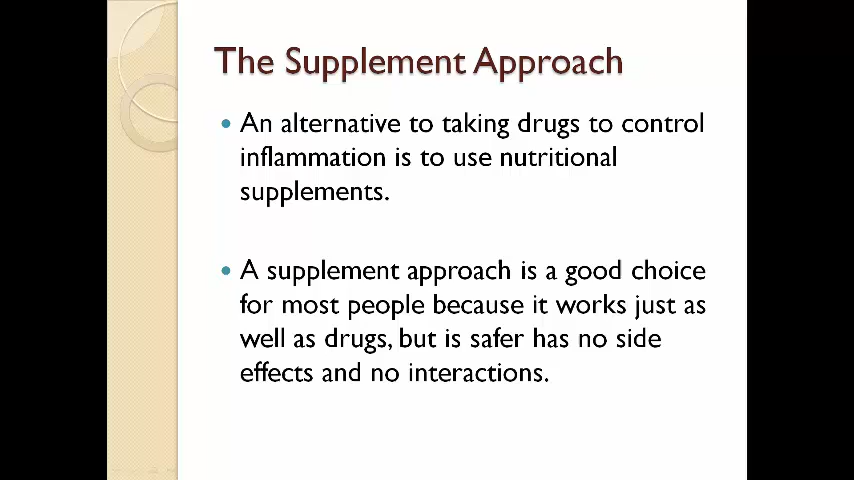 The Supplement Approach
An alternative to taking drugs to control
inflammation is to use nutritional
supplements.
A supplement approach is a good choice
for most people because it works just as
well as drugs, but is safer has no side
effects and no interactions.